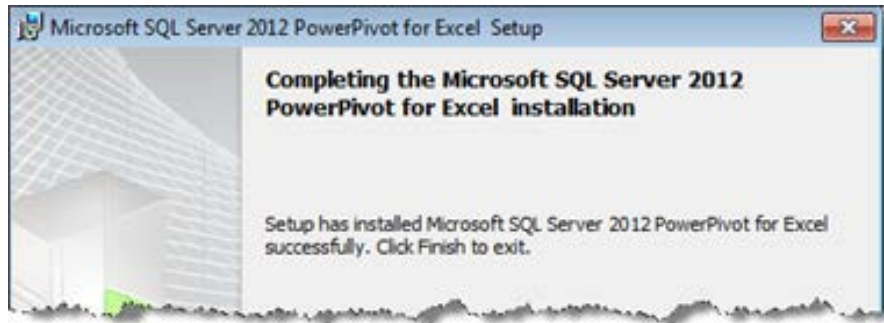 Microsoft SQL Server 2012 PowerPivot for Excel Setup
Completing the Microsoft SQL Server 2012
PowerPivot for Excel installation
Setup has installed Microsoft SQL Server 2012 PowerPivot for Excel
successfully. Click Finish to exit.